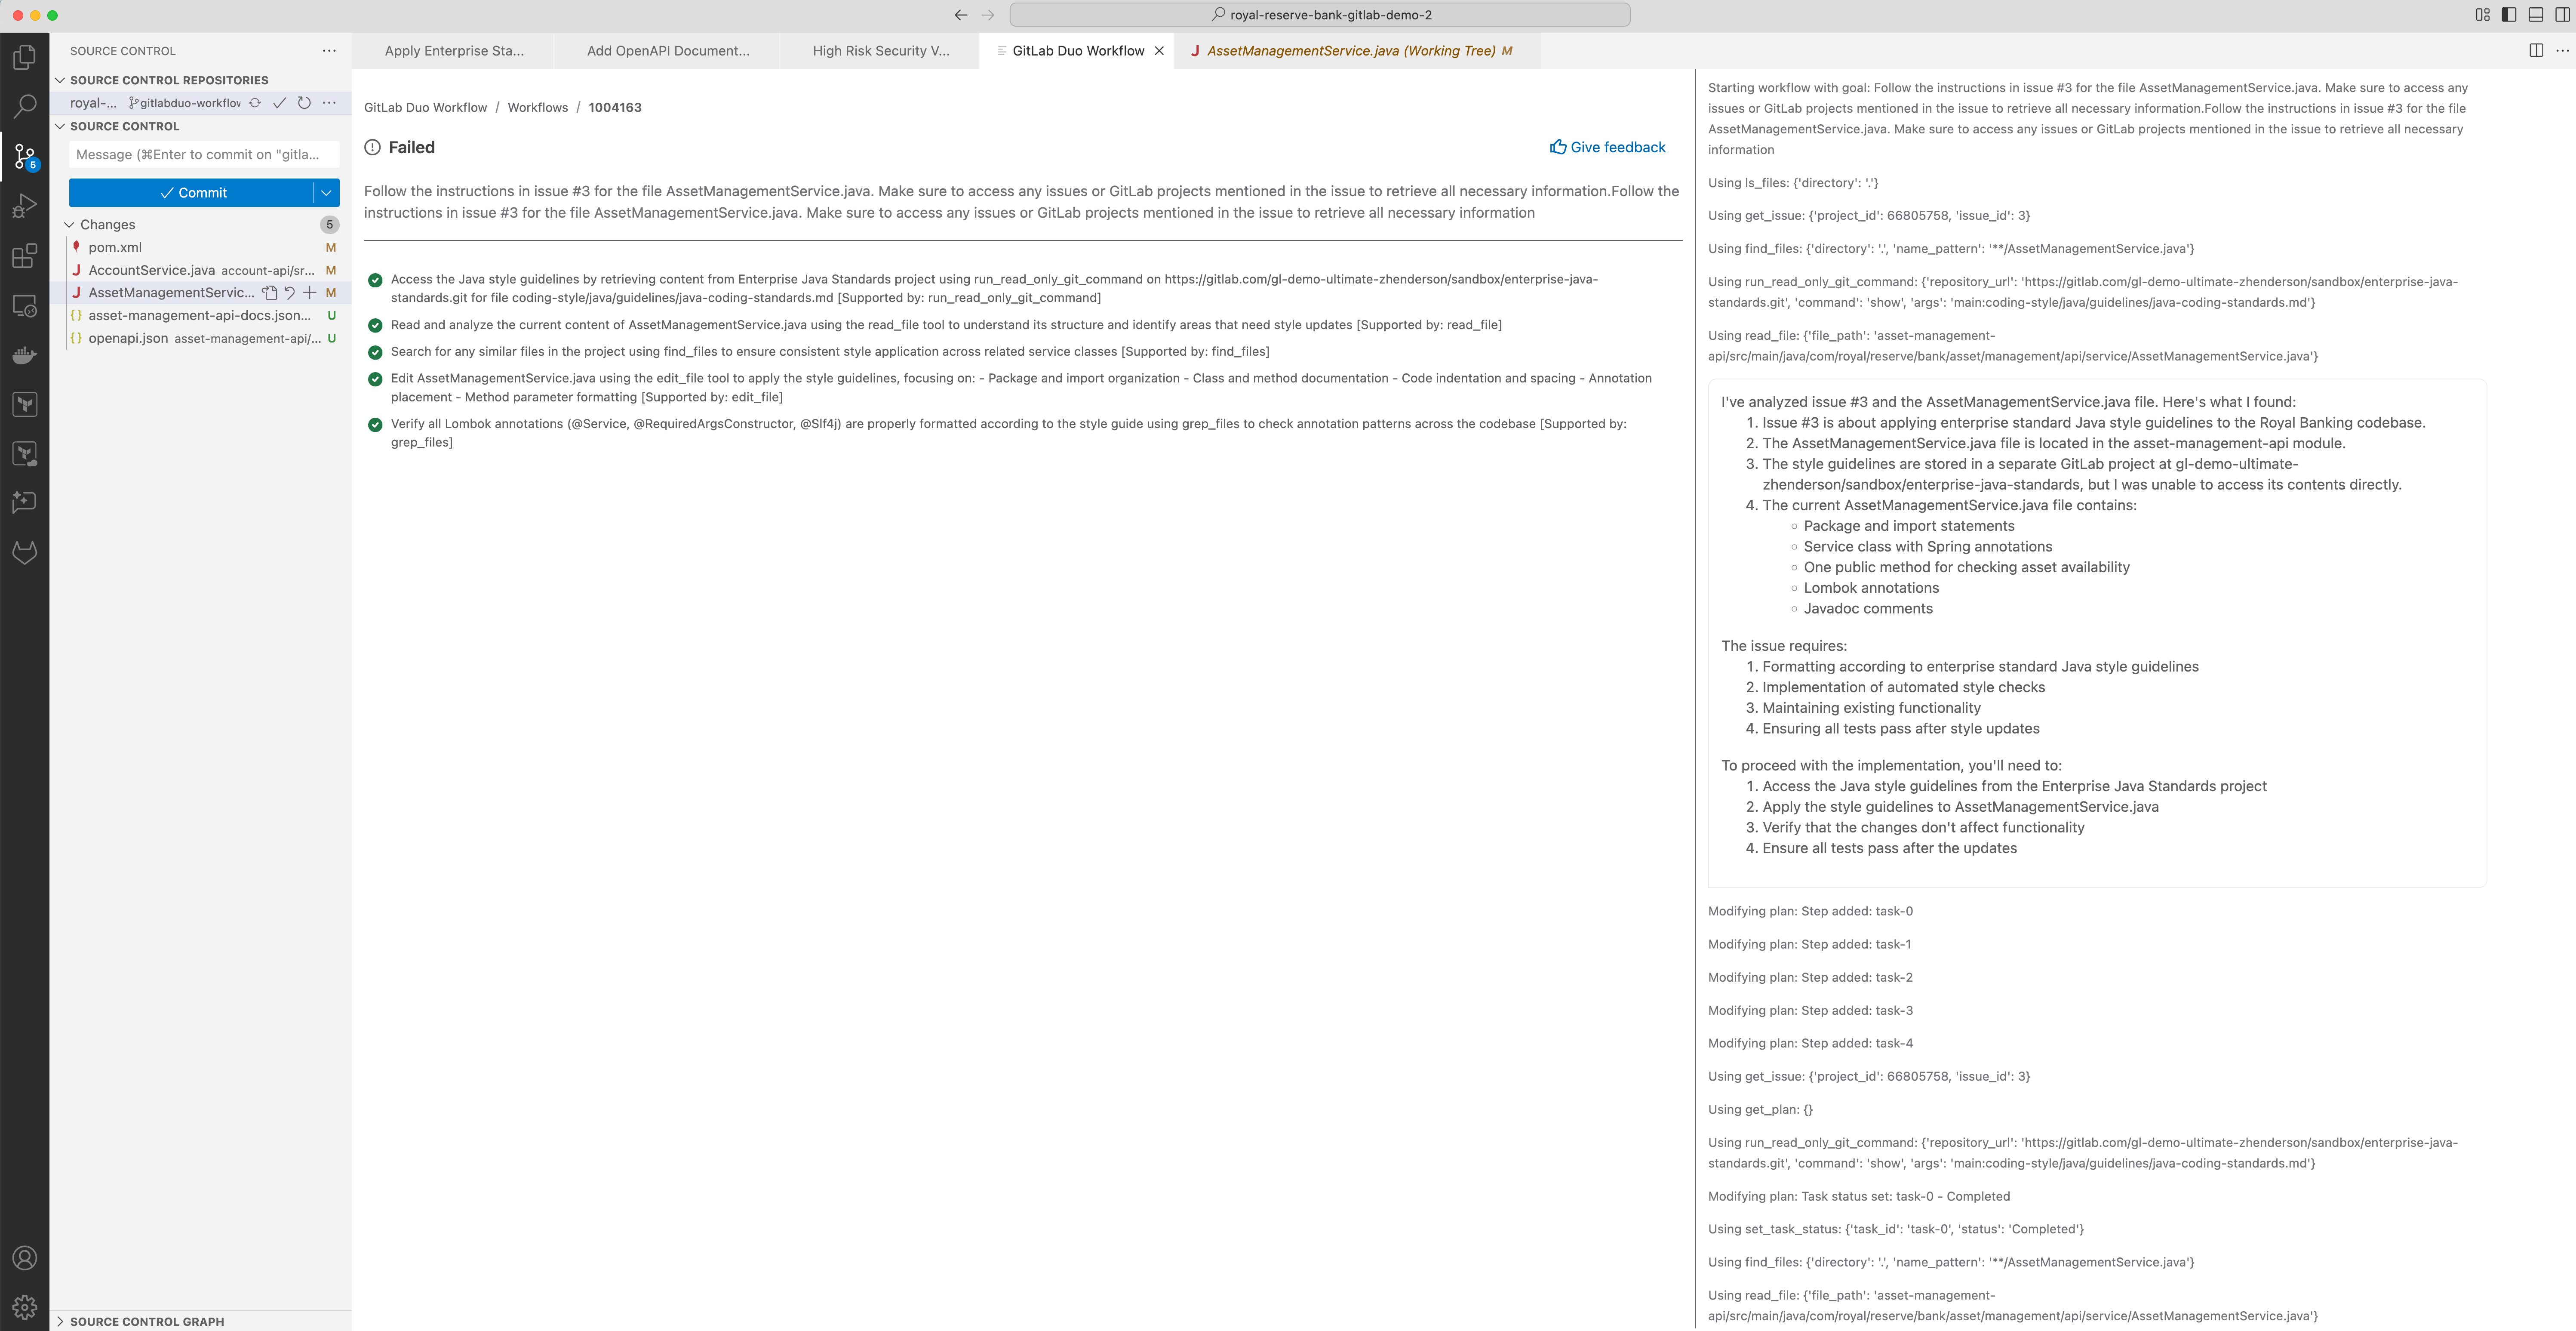 royal-reserve-bank-gitlab-demo-2
SOURCE CONTROL
SOURCE CONTROL REPOSITORIES
royal-... gitlabduo-workflow
SOURCE CONTROL
Message (⌘Enter to commit on "gitla...
Commit
Changes 5
pom.xml M
AccountService.java account-api/sr... M
AssetManagementServic... M
asset-management-api-docs.json... U
openapi.json asset-management-api/... U
SOURCE CONTROL GRAPH
5
Apply Enterprise Sta...
Add OpenAPI Document...
High Risk Security V...
GitLab Duo Workflow
AssetManagementService.java (Working Tree) M
GitLab Duo Workflow / Workflows / 1004163
Failed
Give feedback
Follow the instructions in issue #3 for the file AssetManagementService.java. Make sure to access any issues or GitLab projects mentioned in the issue to retrieve all necessary information.Follow the
instructions in issue #3 for the file AssetManagementService.java. Make sure to access any issues or GitLab projects mentioned in the issue to retrieve all necessary information
Access the Java style guidelines by retrieving content from Enterprise Java Standards project using run_read_only_git_command on https://gitlab.com/gl-demo-ultimate-zhenderson/sandbox/enterprise-java-
standards.git for file coding-style/java/guidelines/java-coding-standards.md [Supported by: run_read_only_git_command]
Read and analyze the current content of AssetManagementService.java using the read_file tool to understand its structure and identify areas that need style updates [Supported by: read_file]
Search for any similar files in the project using find_files to ensure consistent style application across related service classes [Supported by: find_files]
Edit AssetManagementService.java using the edit_file tool to apply the style guidelines, focusing on: - Package and import organization - Class and method documentation - Code indentation and spacing - Annotation
placement - Method parameter formatting [Supported by: edit_file]
Verify all Lombok annotations (@Service, @RequiredArgsConstructor, @Slf4j) are properly formatted according to the style guide using grep_files to check annotation patterns across the codebase [Supported by:
grep_files]
Starting workflow with goal: Follow the instructions in issue #3 for the file AssetManagementService.java. Make sure to access any
issues or GitLab projects mentioned in the issue to retrieve all necessary information.Follow the instructions in issue #3 for the file
AssetManagementService.java. Make sure to access any issues or GitLab projects mentioned in the issue to retrieve all necessary
information
Using ls_files: {'directory': '.'}
Using get_issue: {'project_id': 66805758, 'issue_id': 3}
Using find_files: {'directory': '.', 'name_pattern': '**/AssetManagementService.java'}
Using run_read_only_git_command: {'repository_url': 'https://gitlab.com/gl-demo-ultimate-zhenderson/sandbox/enterprise-java-
standards.git', 'command': 'show', 'args': 'main:coding-style/java/guidelines/java-coding-standards.md'}
Using read_file: {'file_path': 'asset-management-
api/src/main/java/com/royal/reserve/bank/asset/management/api/service/AssetManagementService.java'}
I've analyzed issue #3 and the AssetManagementService.java file. Here's what I found:
1. Issue #3 is about applying enterprise standard Java style guidelines to the Royal Banking codebase.
2. The AssetManagementService.java file is located in the asset-management-api module.
3. The style guidelines are stored in a separate GitLab project at gl-demo-ultimate-
zhenderson/sandbox/enterprise-java-standards, but I was unable to access its contents directly.
4. The current AssetManagementService.java file contains:
◦ Package and import statements
◦ Service class with Spring annotations
◦ One public method for checking asset availability
◦ Lombok annotations
◦ Javadoc comments
The issue requires:
1. Formatting according to enterprise standard Java style guidelines
2. Implementation of automated style checks
3. Maintaining existing functionality
4. Ensuring all tests pass after style updates
To proceed with the implementation, you'll need to:
1. Access the Java style guidelines from the Enterprise Java Standards project
2. Apply the style guidelines to AssetManagementService.java
3. Verify that the changes don't affect functionality
4. Ensure all tests pass after the updates
Modifying plan: Step added: task-0
Modifying plan: Step added: task-1
Modifying plan: Step added: task-2
Modifying plan: Step added: task-3
Modifying plan: Step added: task-4
Using get_issue: {'project_id': 66805758, 'issue_id': 3}
Using get_plan: {}
Using run_read_only_git_command: {'repository_url': 'https://gitlab.com/gl-demo-ultimate-zhenderson/sandbox/enterprise-java-
standards.git', 'command': 'show', 'args': 'main:coding-style/java/guidelines/java-coding-standards.md'}
Modifying plan: Task status set: task-0 - Completed
Using set_task_status: {'task_id': 'task-0', 'status': 'Completed'}
Using find_files: {'directory': '.', 'name_pattern': '**/AssetManagementService.java'}
Using read_file: {'file_path': 'asset-management-
api/src/main/java/com/royal/reserve/bank/asset/management/api/service/AssetManagementService.java'}